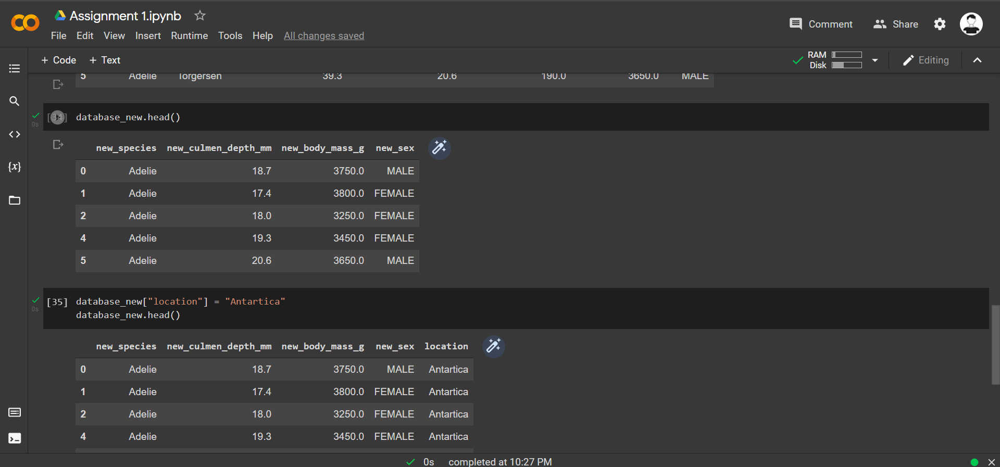 Assignment 1.ipynb
File Edit View Insert Runtime Tools Help All changes saved
Comment Share
+ Code + Text
RAM
Disk
Editing
5 Adelie Torgersen 39.3 20.6 190.0 3650.0 MALE
[34] database_new.head()
0s
new_species new_culmen_depth_mm new_body_mass_g new_sex
0 Adelie 18.7 3750.0 MALE
1 Adelie 17.4 3800.0 FEMALE
2 Adelie 18.0 3250.0 FEMALE
4 Adelie 19.3 3450.0 FEMALE
5 Adelie 20.6 3650.0 MALE
[35] database_new["location"] = "Antartica"
0s
database_new.head()
new_species new_culmen_depth_mm new_body_mass_g new_sex location
0 Adelie 18.7 3750.0 MALE Antartica
1 Adelie 17.4 3800.0 FEMALE Antartica
2 Adelie 18.0 3250.0 FEMALE Antartica
4 Adelie 19.3 3450.0 FEMALE Antartica
0s completed at 10:27 PM